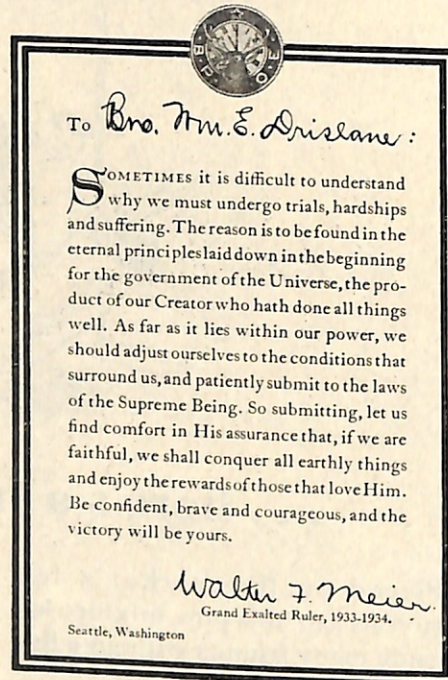 B. P. O. E
To Bro. Wm. E. Drislane:
SOMETIMES it is difficult to understand
why we must undergo trials, hardships
and suffering. The reason is to be found in the
eternal principles laid down in the beginning
for the government of the Universe, the pro-
duct of our Creator who hath done all things
well. As far as it lies within our power, we
should adjust ourselves to the conditions that
surround us, and patiently submit to the laws
of the Supreme Being. So submitting, let us
find comfort in His assurance that, if we are
faithful, we shall conquer all earthly things
and enjoy the rewards of those that love Him.
Be confident, brave and courageous, and the
victory will be yours.
Walter F. Meier.
Grand Exalted Ruler, 1933-1934.
Seattle, Washington